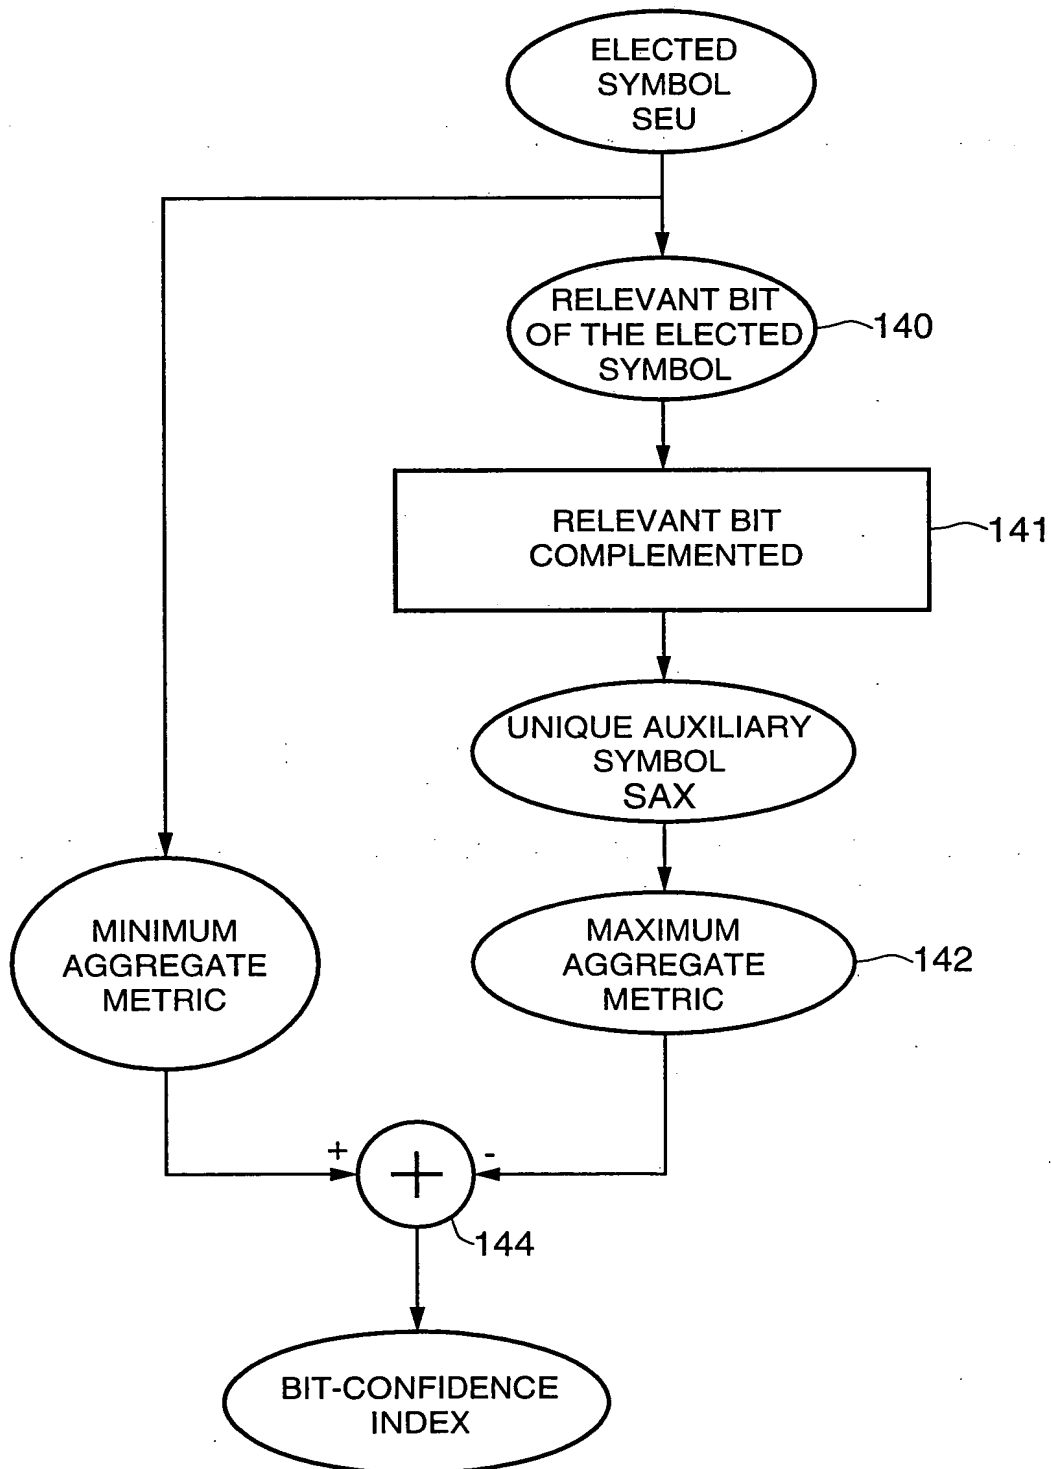 ELECTED
SYMBOL
SEU
RELEVANT BIT
OF THE ELECTED
SYMBOL
140
RELEVANT BIT
COMPLEMENTED
141
UNIQUE AUXILIARY
SYMBOL
SAX
MINIMUM
AGGREGATE
METRIC
MAXIMUM
AGGREGATE
METRIC
142
+
-
+
144
BIT-CONFIDENCE
INDEX